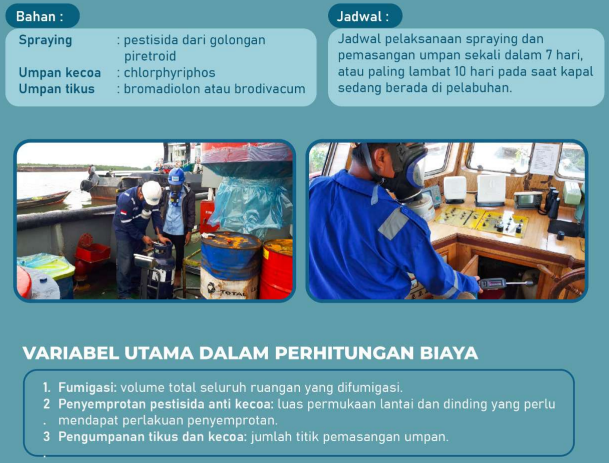 Bahan :
Spraying : pestisida dari golongan
piretroid
Umpan kecoa : chlorphyriphos
Umpan tikus : bromadiolon atau brodivacum
Jadwal :
Jadwal pelaksanaan spraying dan
pemasangan umpan sekali dalam 7 hari,
atau paling lambat 10 hari pada saat kapal
sedang berada di pelabuhan.
TOTAL
VARIABEL UTAMA DALAM PERHITUNGAN BIAYA
1. Fumigasi: volume total seluruh ruangan yang difumigasi.
2 Penyemprotan pestisida anti kecoa: luas permukaan lantai dan dinding yang perlu
. mendapat perlakuan penyemprotan.
3 Pengumpanan tikus dan kecoa: jumlah titik pemasangan umpan.
.